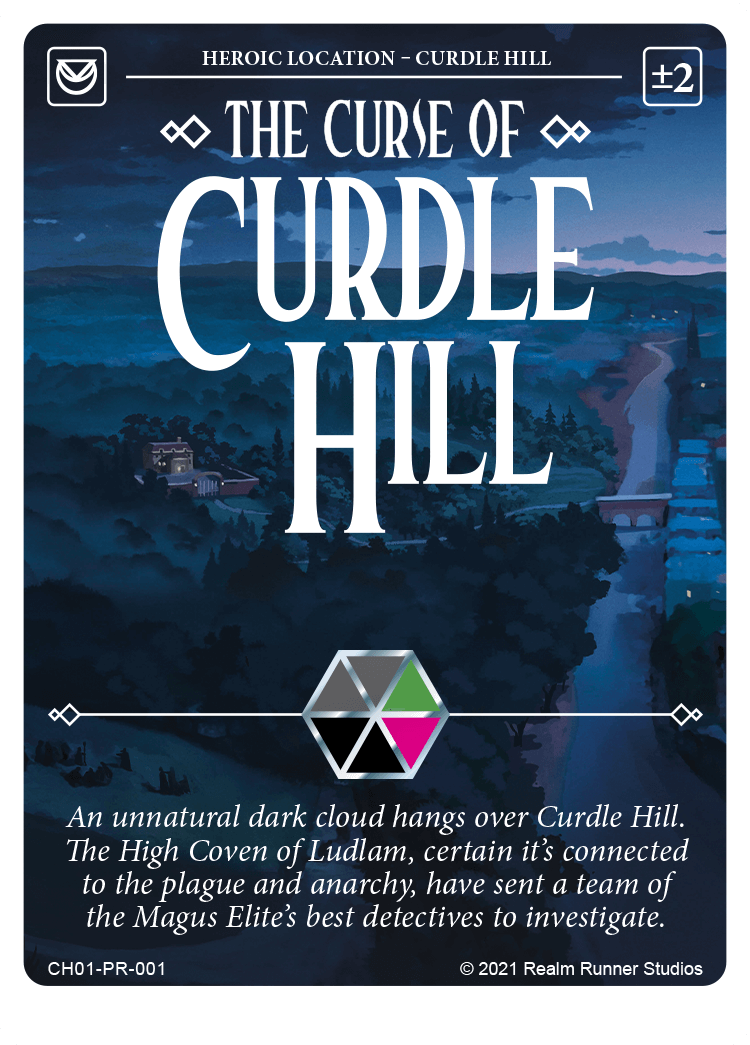 HEROIC LOCATION – CURDLE HILL
±2
THE CURSE OF
CURDLE
HILL
An unnatural dark cloud hangs over Curdle Hill.
The High Coven of Ludlam, certain it’s connected
to the plague and anarchy, have sent a team of
the Magus Elite’s best detectives to investigate.
CH01-PR-001
© 2021 Realm Runner Studios